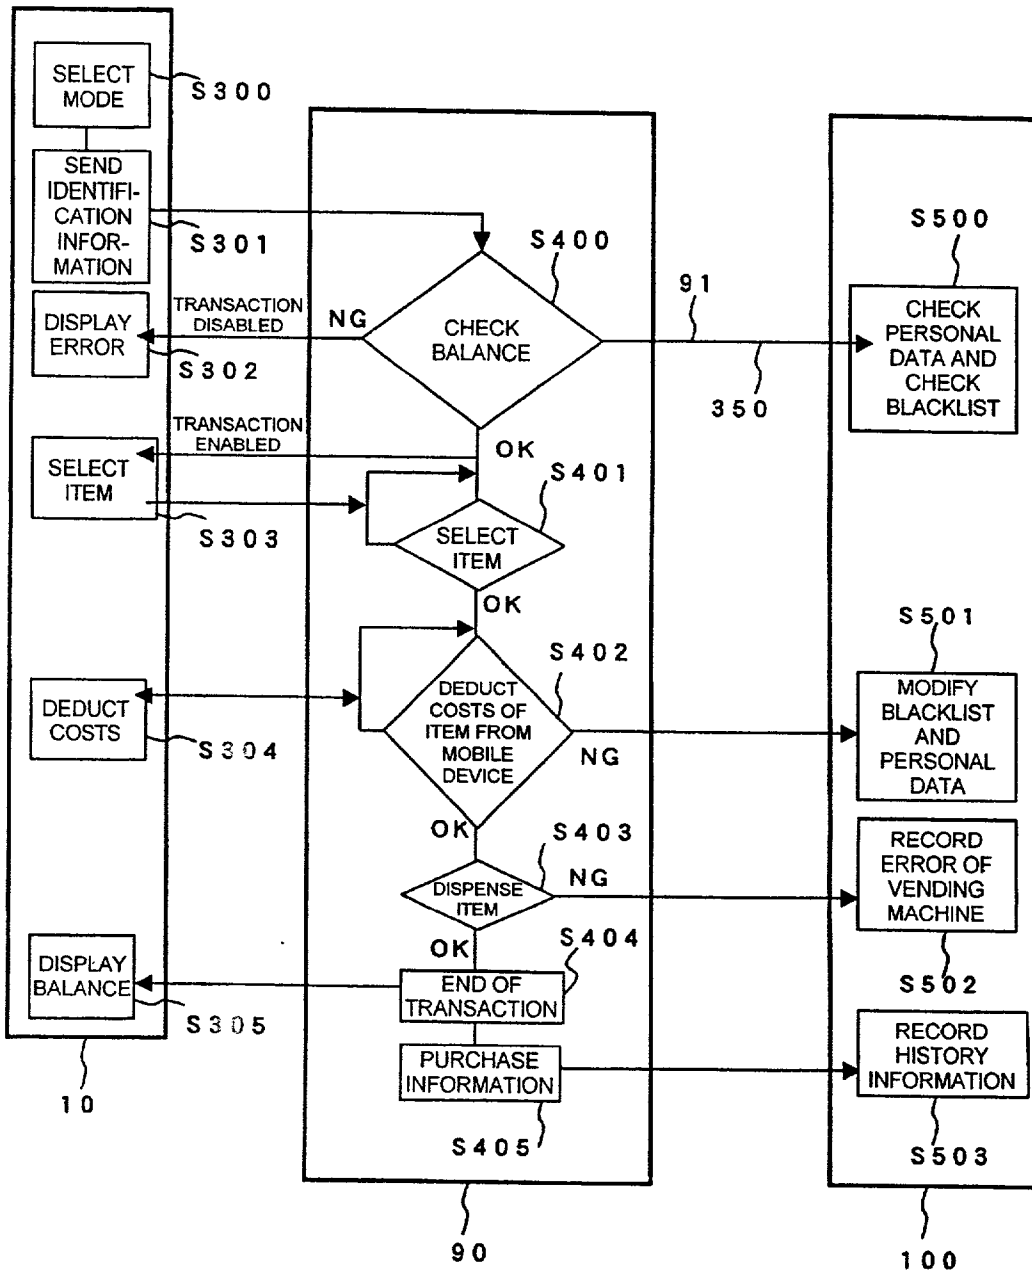 SELECT
MODE
S300
SEND
IDENTIFI-
CATION
INFOR-
MATION
S301
DISPLAY
ERROR
S302
TRANSACTION
DISABLED
NG
CHECK
BALANCE
S400
91
350
S500
CHECK
PERSONAL
DATA AND
CHECK
BLACKLIST
TRANSACTION
ENABLED
OK
SELECT
ITEM
S303
S401
SELECT
ITEM
OK
S402
DEDUCT
COSTS
S304
DEDUCT
COSTS OF
ITEM FROM
MOBILE
DEVICE
NG
S501
MODIFY
BLACKLIST
AND
PERSONAL
DATA
OK
S403
DISPENSE
ITEM
NG
RECORD
ERROR OF
VENDING
MACHINE
S502
OK
S404
DISPLAY
BALANCE
S305
END OF
TRANSACTION
PURCHASE
INFORMATION
S405
RECORD
HISTORY
INFORMATION
S503
10
90
100